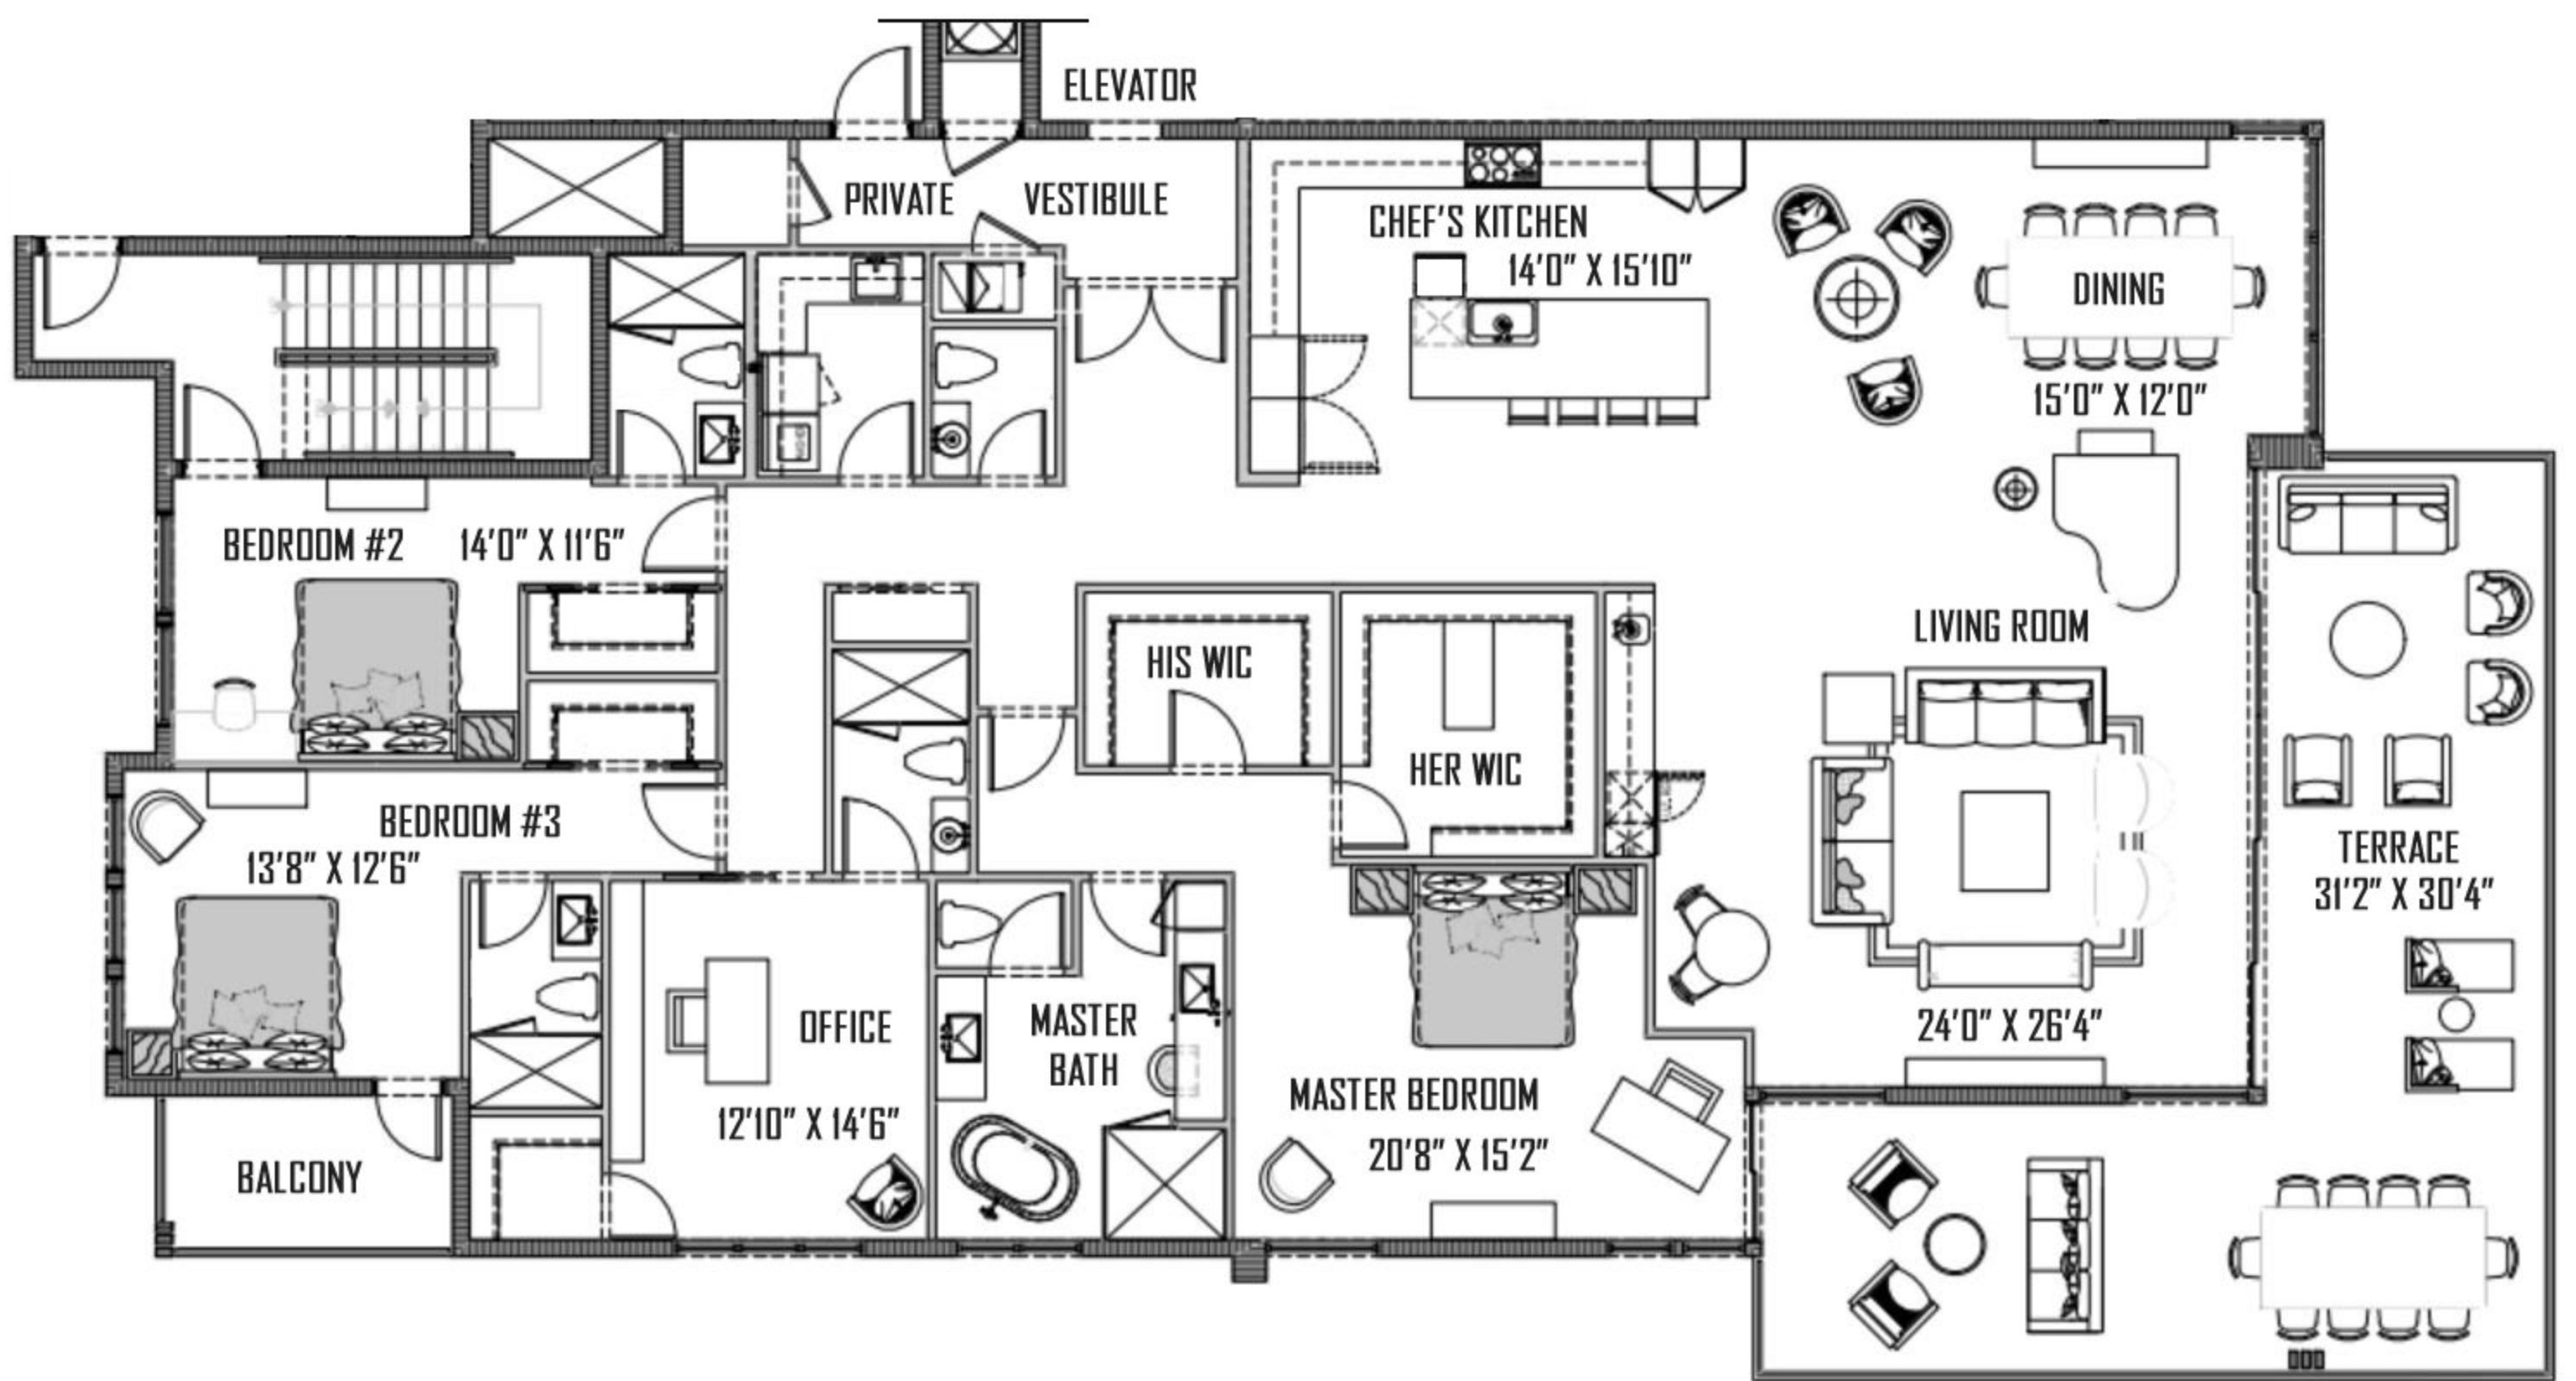 ELEVATOR
PRIVATE VESTIBULE
CHEF'S KITCHEN
14'0" X 15'10"
DINING
15'0" X 12'0"
BEDROOM #2 14'0" X 11'6"
LIVING ROOM
24'0" X 26'4"
HIS WIC
HER WIC
BEDROOM #3
13'8" X 12'6"
TERRACE
31'2" X 30'4"
OFFICE
12'10" X 14'6"
MASTER
BATH
MASTER BEDROOM
20'8" X 15'2"
BALCONY